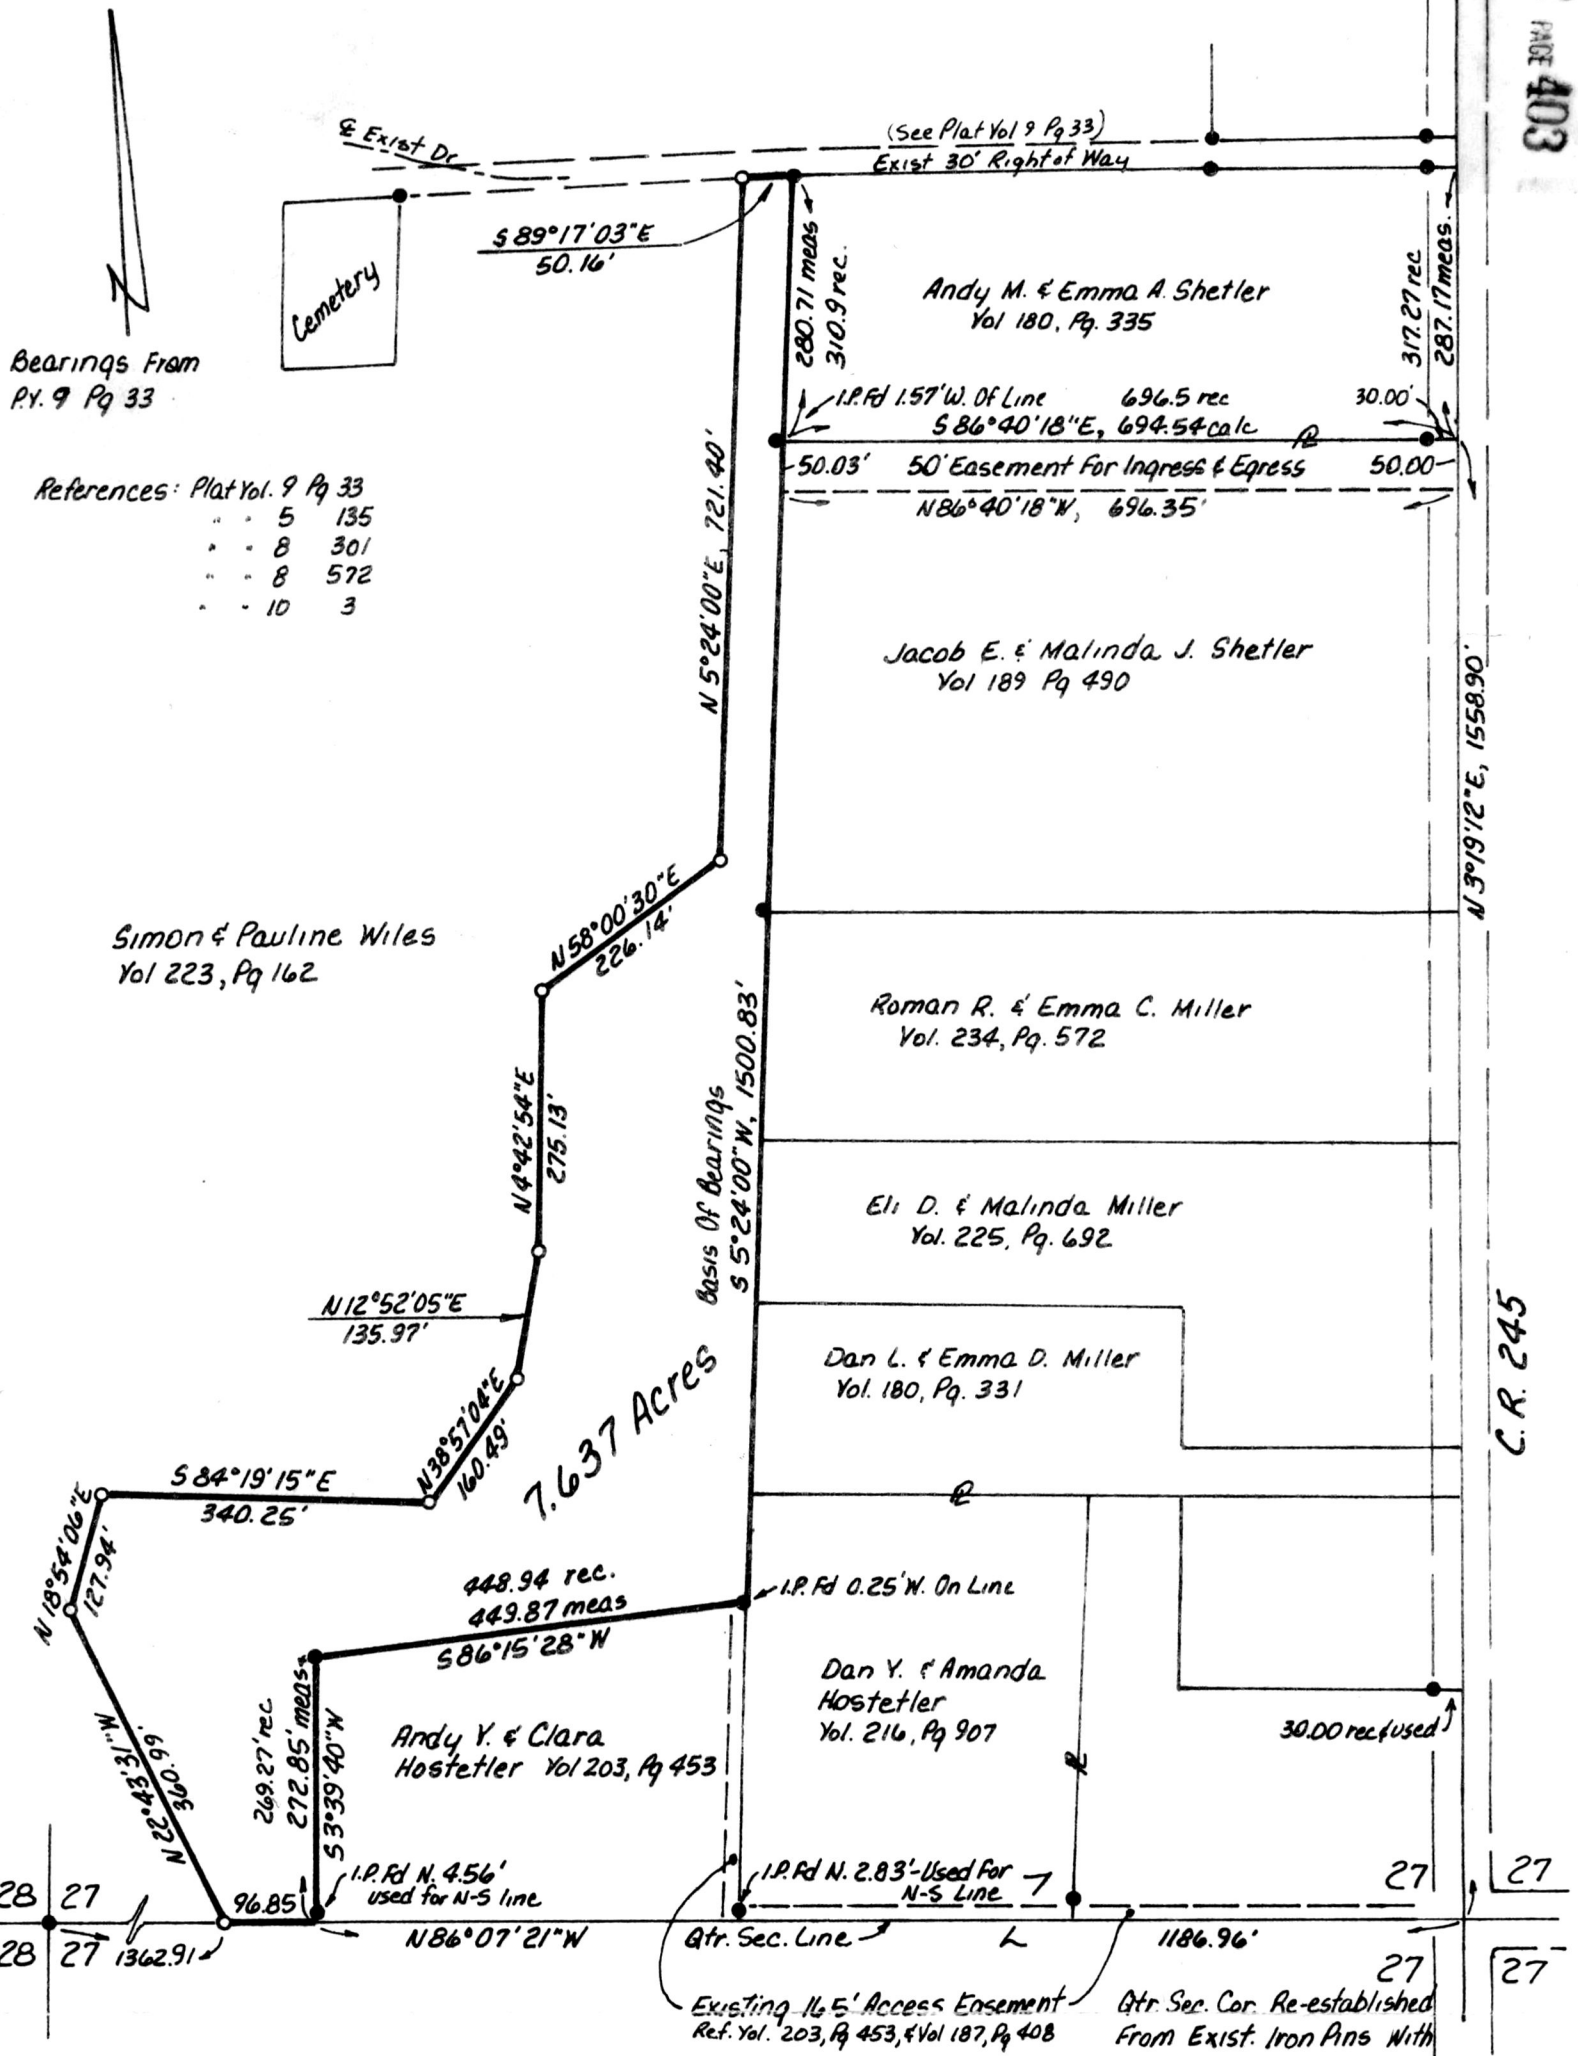 PAGE 403
(See Plat Vol 9 Pg 33)
Exist 30' Right of Way
℄ Exist Dr
S 89°17'03"E
50.16'
Cemetery
Bearings From
P.V. 9 Pg 33
280.71 meas
310.9 rec.
Andy M. & Emma A. Shetler
Vol 180, Pg. 335
317.27 rec
287.17 meas.
I.P. Fd 1.57' W. Of Line
696.5 rec
30.00'
S 86°40'18"E, 694.54 calc
50.03'
50' Easement For Ingress & Egress
50.00
N86°40'18"W, 696.35'
References: Plat Vol. 9 Pg 33
" " 5 135
" " 8 301
" " 8 572
" " 10 3
N 5°24'00"E, 721.40'
Jacob E. & Malinda J. Shetler
Vol 189 Pg 490
N 3°19'12"E, 1558.90'
Simon & Pauline Wiles
Vol 223, Pg 162
N 58°00'30"E
226.14'
Roman R. & Emma C. Miller
Vol. 234, Pg. 572
N 4°42'54"E
275.13'
Basis Of Bearings
S 5°24'00"W, 1500.83'
Eli D. & Malinda Miller
Vol. 225, Pg. 692
N 12°52'05"E
135.97'
Dan L. & Emma D. Miller
Vol. 180, Pg. 331
C.R. 245
N 38°57'04"E
160.49'
7.637 Acres
S 84°19'15"E
340.25'
N 18°54'06"E
127.94'
448.94 rec.
449.87 meas
S86°15'28"W
I.P. Fd 0.25' W. On Line
Dan Y. & Amanda
Hostetler
Vol. 216, Pg 907
30.00 rec & used
269.27' rec
272.85' meas
S 3°39'40"W
Andy Y. & Clara
Hostetler Vol 203, Pg 453
N 22°43'31"W
360.99'
I.P. Fd N. 4.56'
used for N-S line
I.P. Fd N. 2.83'-Used For
N-S Line
28 27
96.85
27 27
28 27
1362.91
N86°07'21"W
Qtr. Sec. Line
1186.96'
27 27
Existing 16.5' Access Easement
Ref. Vol. 203, Pg 453, & Vol 187, Pg 408
Qtr. Sec. Cor. Re-established
From Exist. Iron Pins With